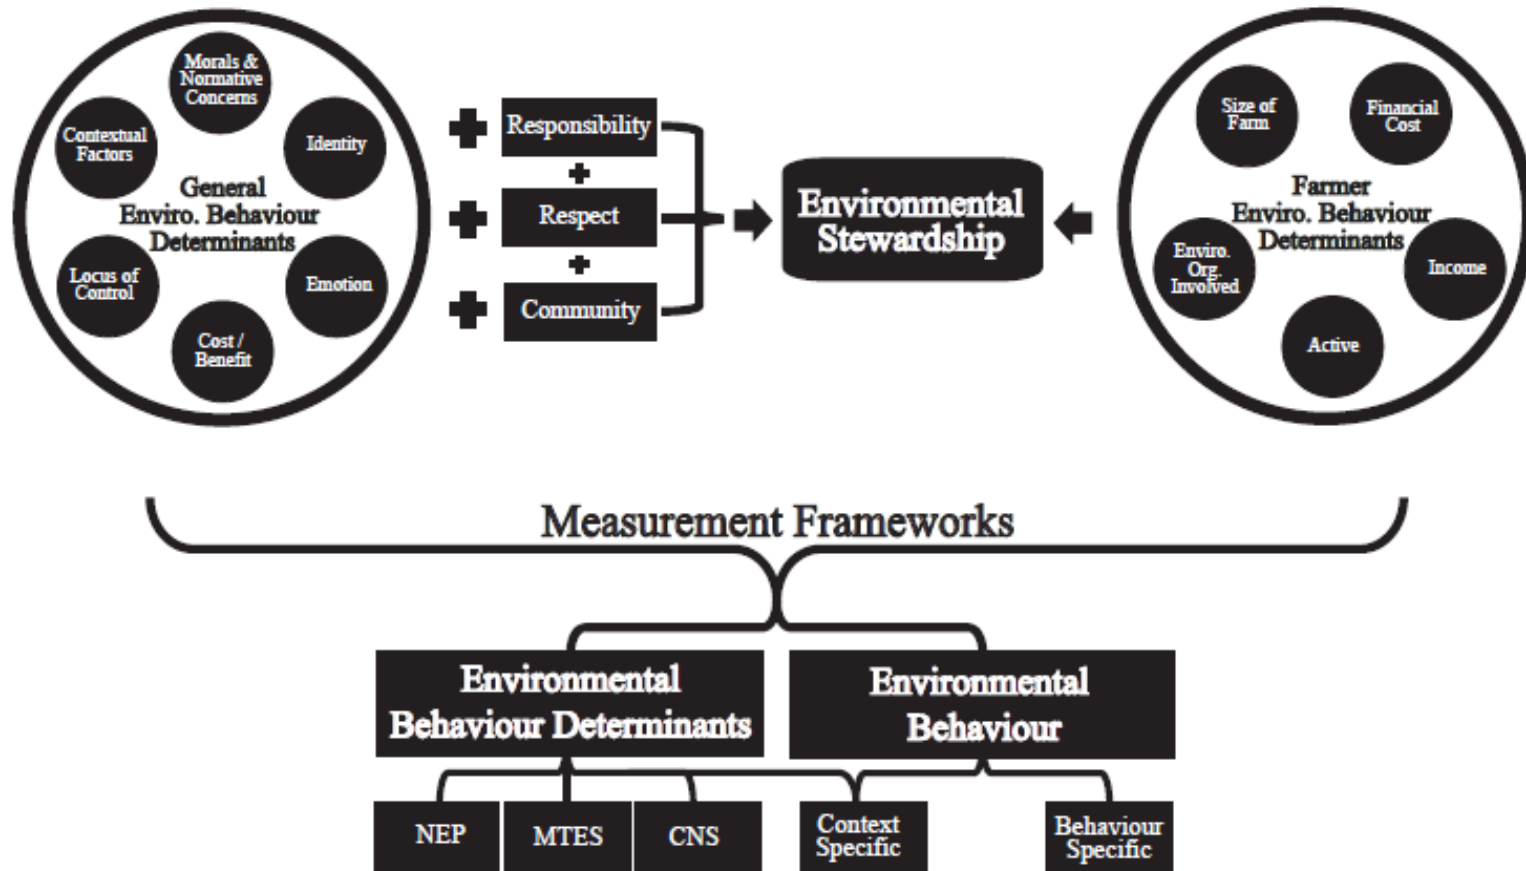 Morals &
Normative
Concerns
Contextual
Factors
Identity
General
Enviro. Behaviour
Determinants
Locus of
Control
Emotion
Cost /
Benefit
Responsibility
Respect
Community
Environmental
Stewardship
Size of
Farm
Financial
Cost
Farmer
Enviro. Behaviour
Determinants
Enviro.
Org.
Involved
Income
Active
Measurement Frameworks
Environmental
Behaviour Determinants
Environmental
Behaviour
NEP
MTES
CNS
Context
Specific
Behaviour
Specific